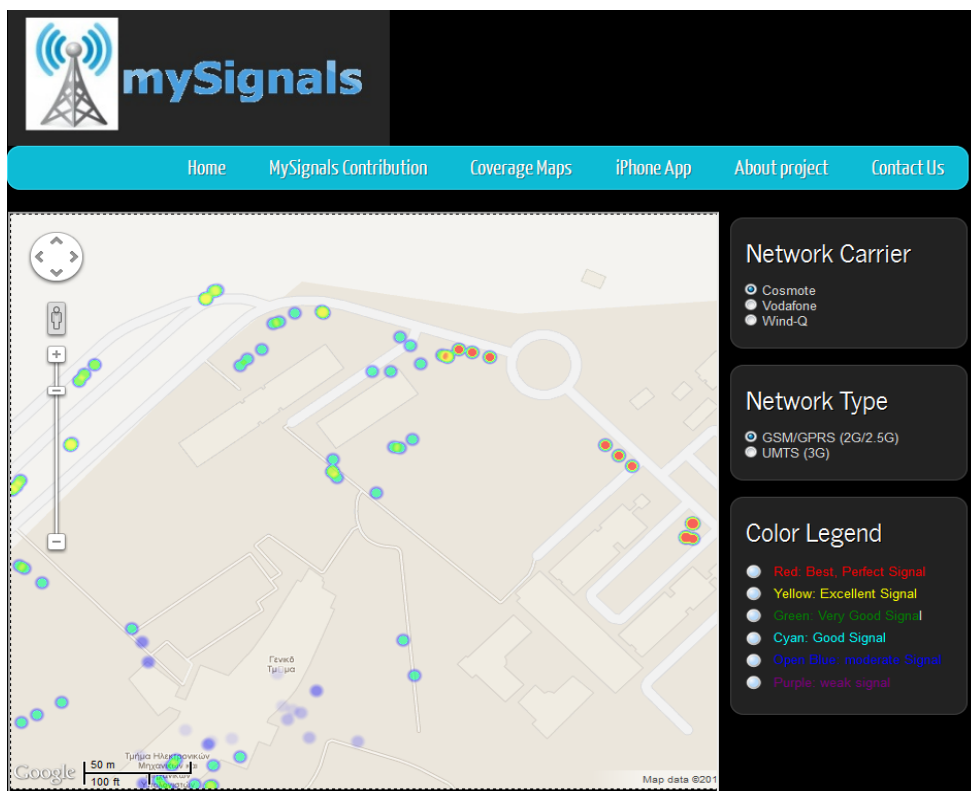 mySignals
Home MySignals Contribution Coverage Maps iPhone App About project Contact Us
Network Carrier
Cosmote
Vodafone
Wind-Q
Network Type
GSM/GPRS (2G/2.5G)
UMTS (3G)
Color Legend
Red: Best, Perfect Signal
Yellow: Excellent Signal
Green: Very Good Signal
Cyan: Good Signal
Open Blue: moderate Signal
Purple: weak signal
Γενικό
Τμήμα
Τμήμα Ηλεκτρονικών
Μηχανικών και
Google
50 m
100 ft
Map data ©201